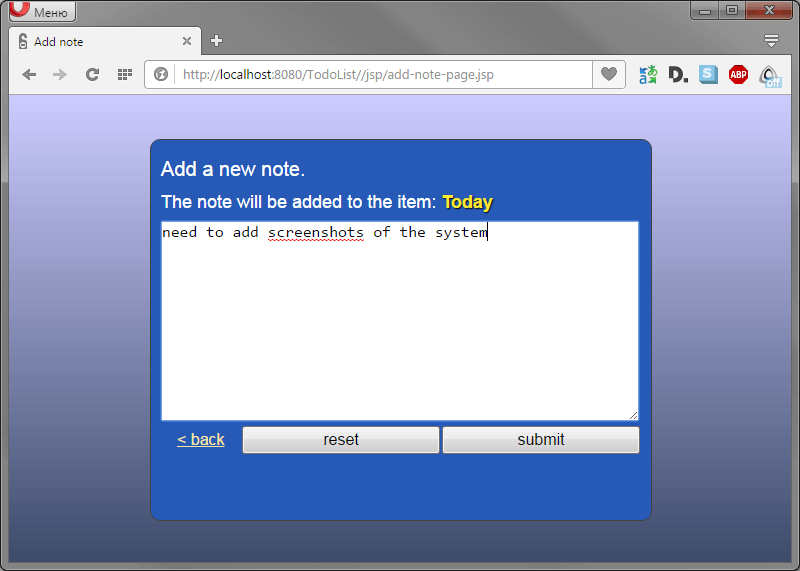 Меню
Add note
http://localhost:8080/TodoList//jsp/add-note-page.jsp
D.
S
ABP
Off
Add a new note.
The note will be added to the item: Today
need to add screenshots of the system
< back
reset
submit